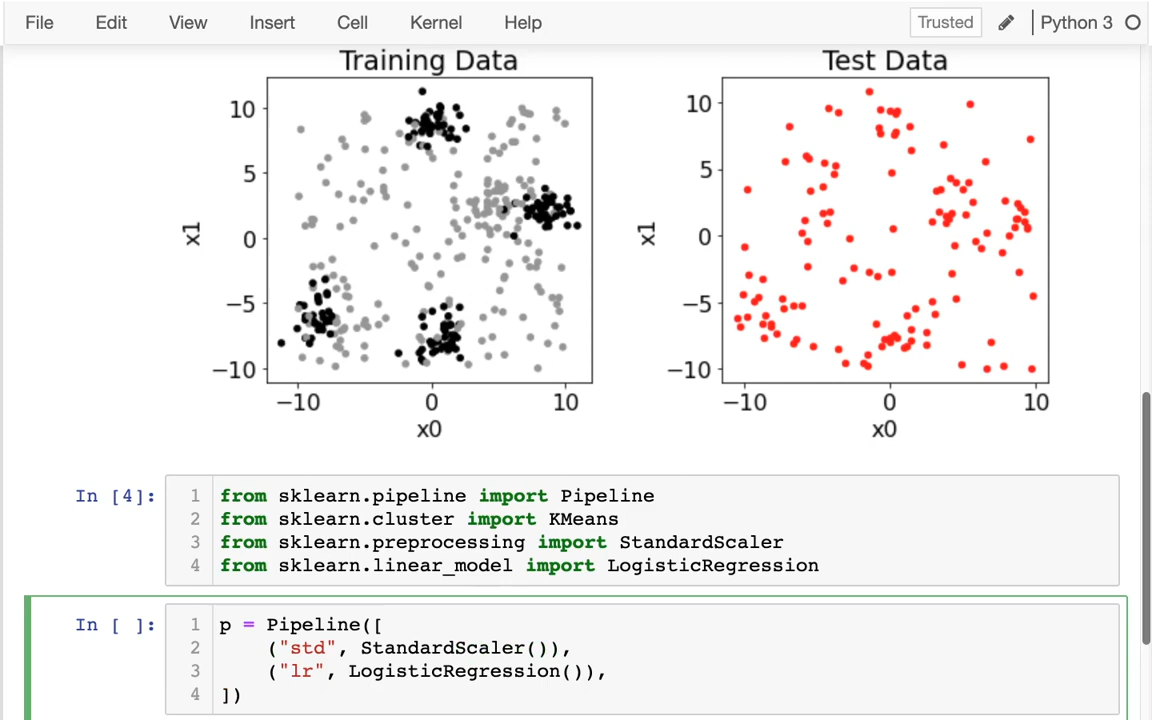 File Edit View Insert Cell Kernel Help Trusted Python 3
Training Data Test Data
10 10
5 5
x1 x1
0 0
−5 −5
−10 −10
−10 0 10 −10 0 10
x0 x0
In [4]: 1 from sklearn.pipeline import Pipeline
2 from sklearn.cluster import KMeans
3 from sklearn.preprocessing import StandardScaler
4 from sklearn.linear_model import LogisticRegression
In [ ]: 1 p = Pipeline([
2     ("std", StandardScaler()),
3     ("lr", LogisticRegression()),
4 ])